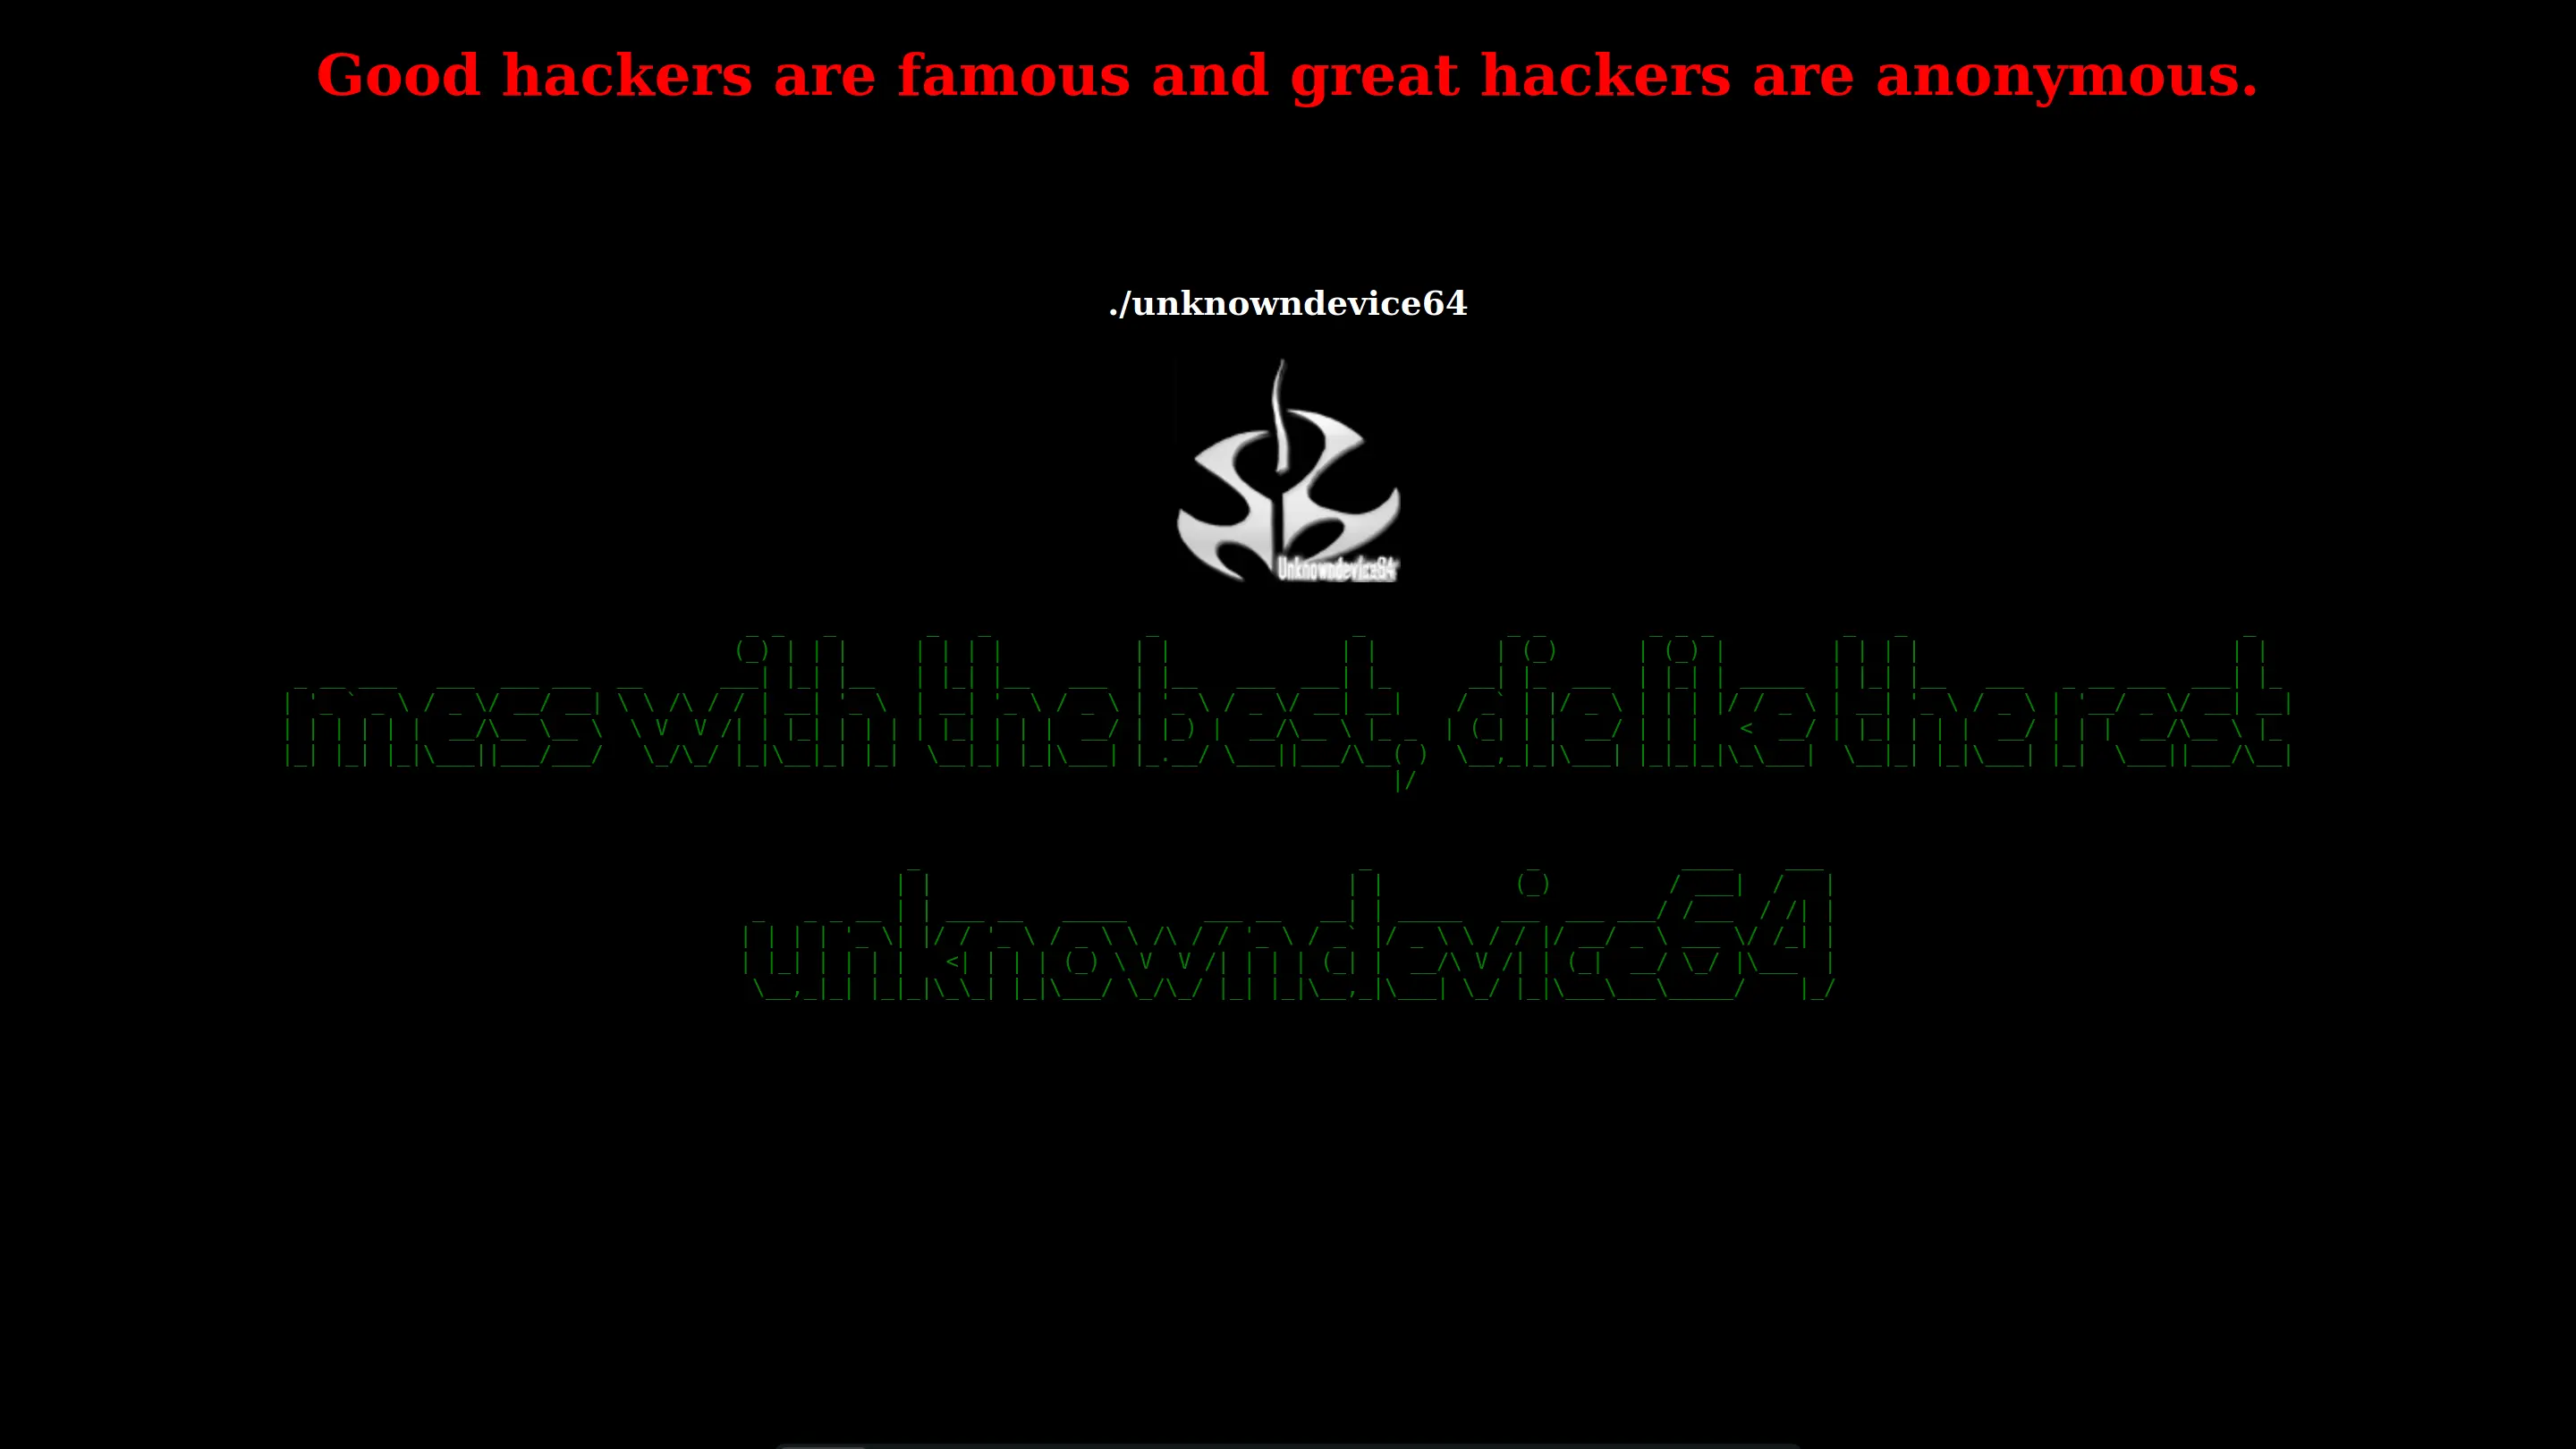 Good hackers are famous and great hackers are anonymous.
./unknowndevice64
Unknowndevice64
mess with the best, die like the rest
unknowndevice64